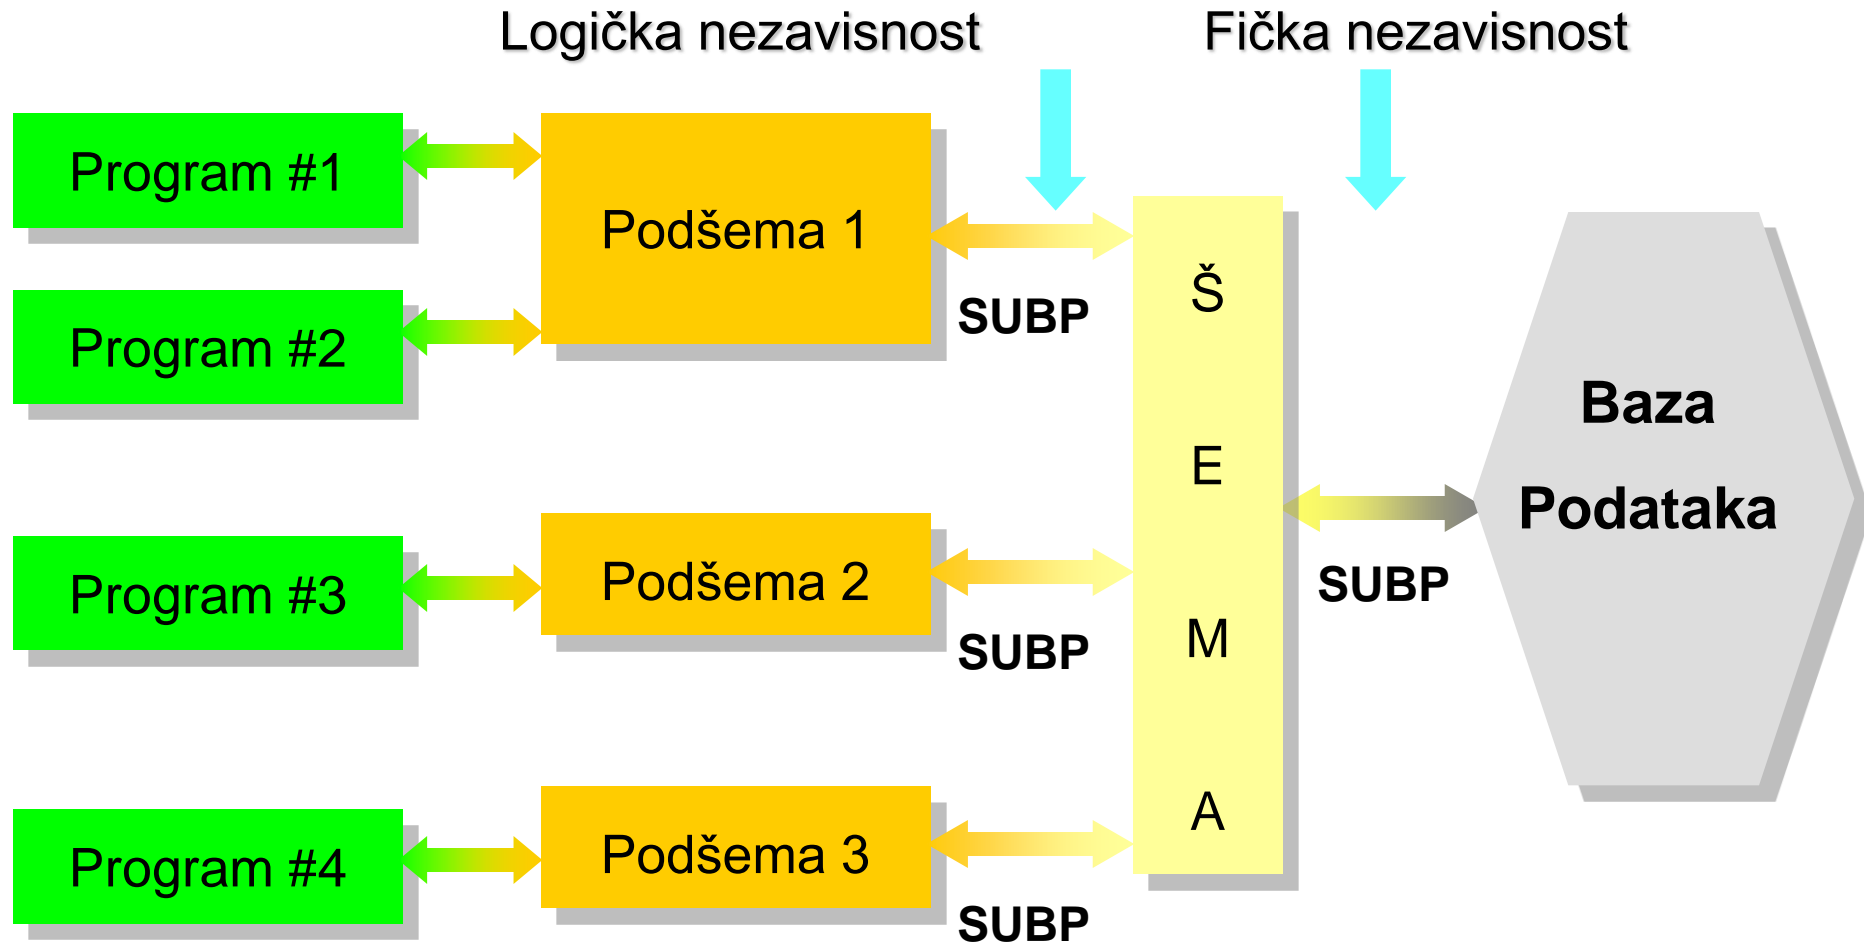 Logička nezavisnost
Fička nezavisnost
Program #1
Program #2
Program #3
Program #4
Podšema 1
Podšema 2
Podšema 3
SUBP
SUBP
SUBP
Š
E
M
A
SUBP
Baza
Podataka